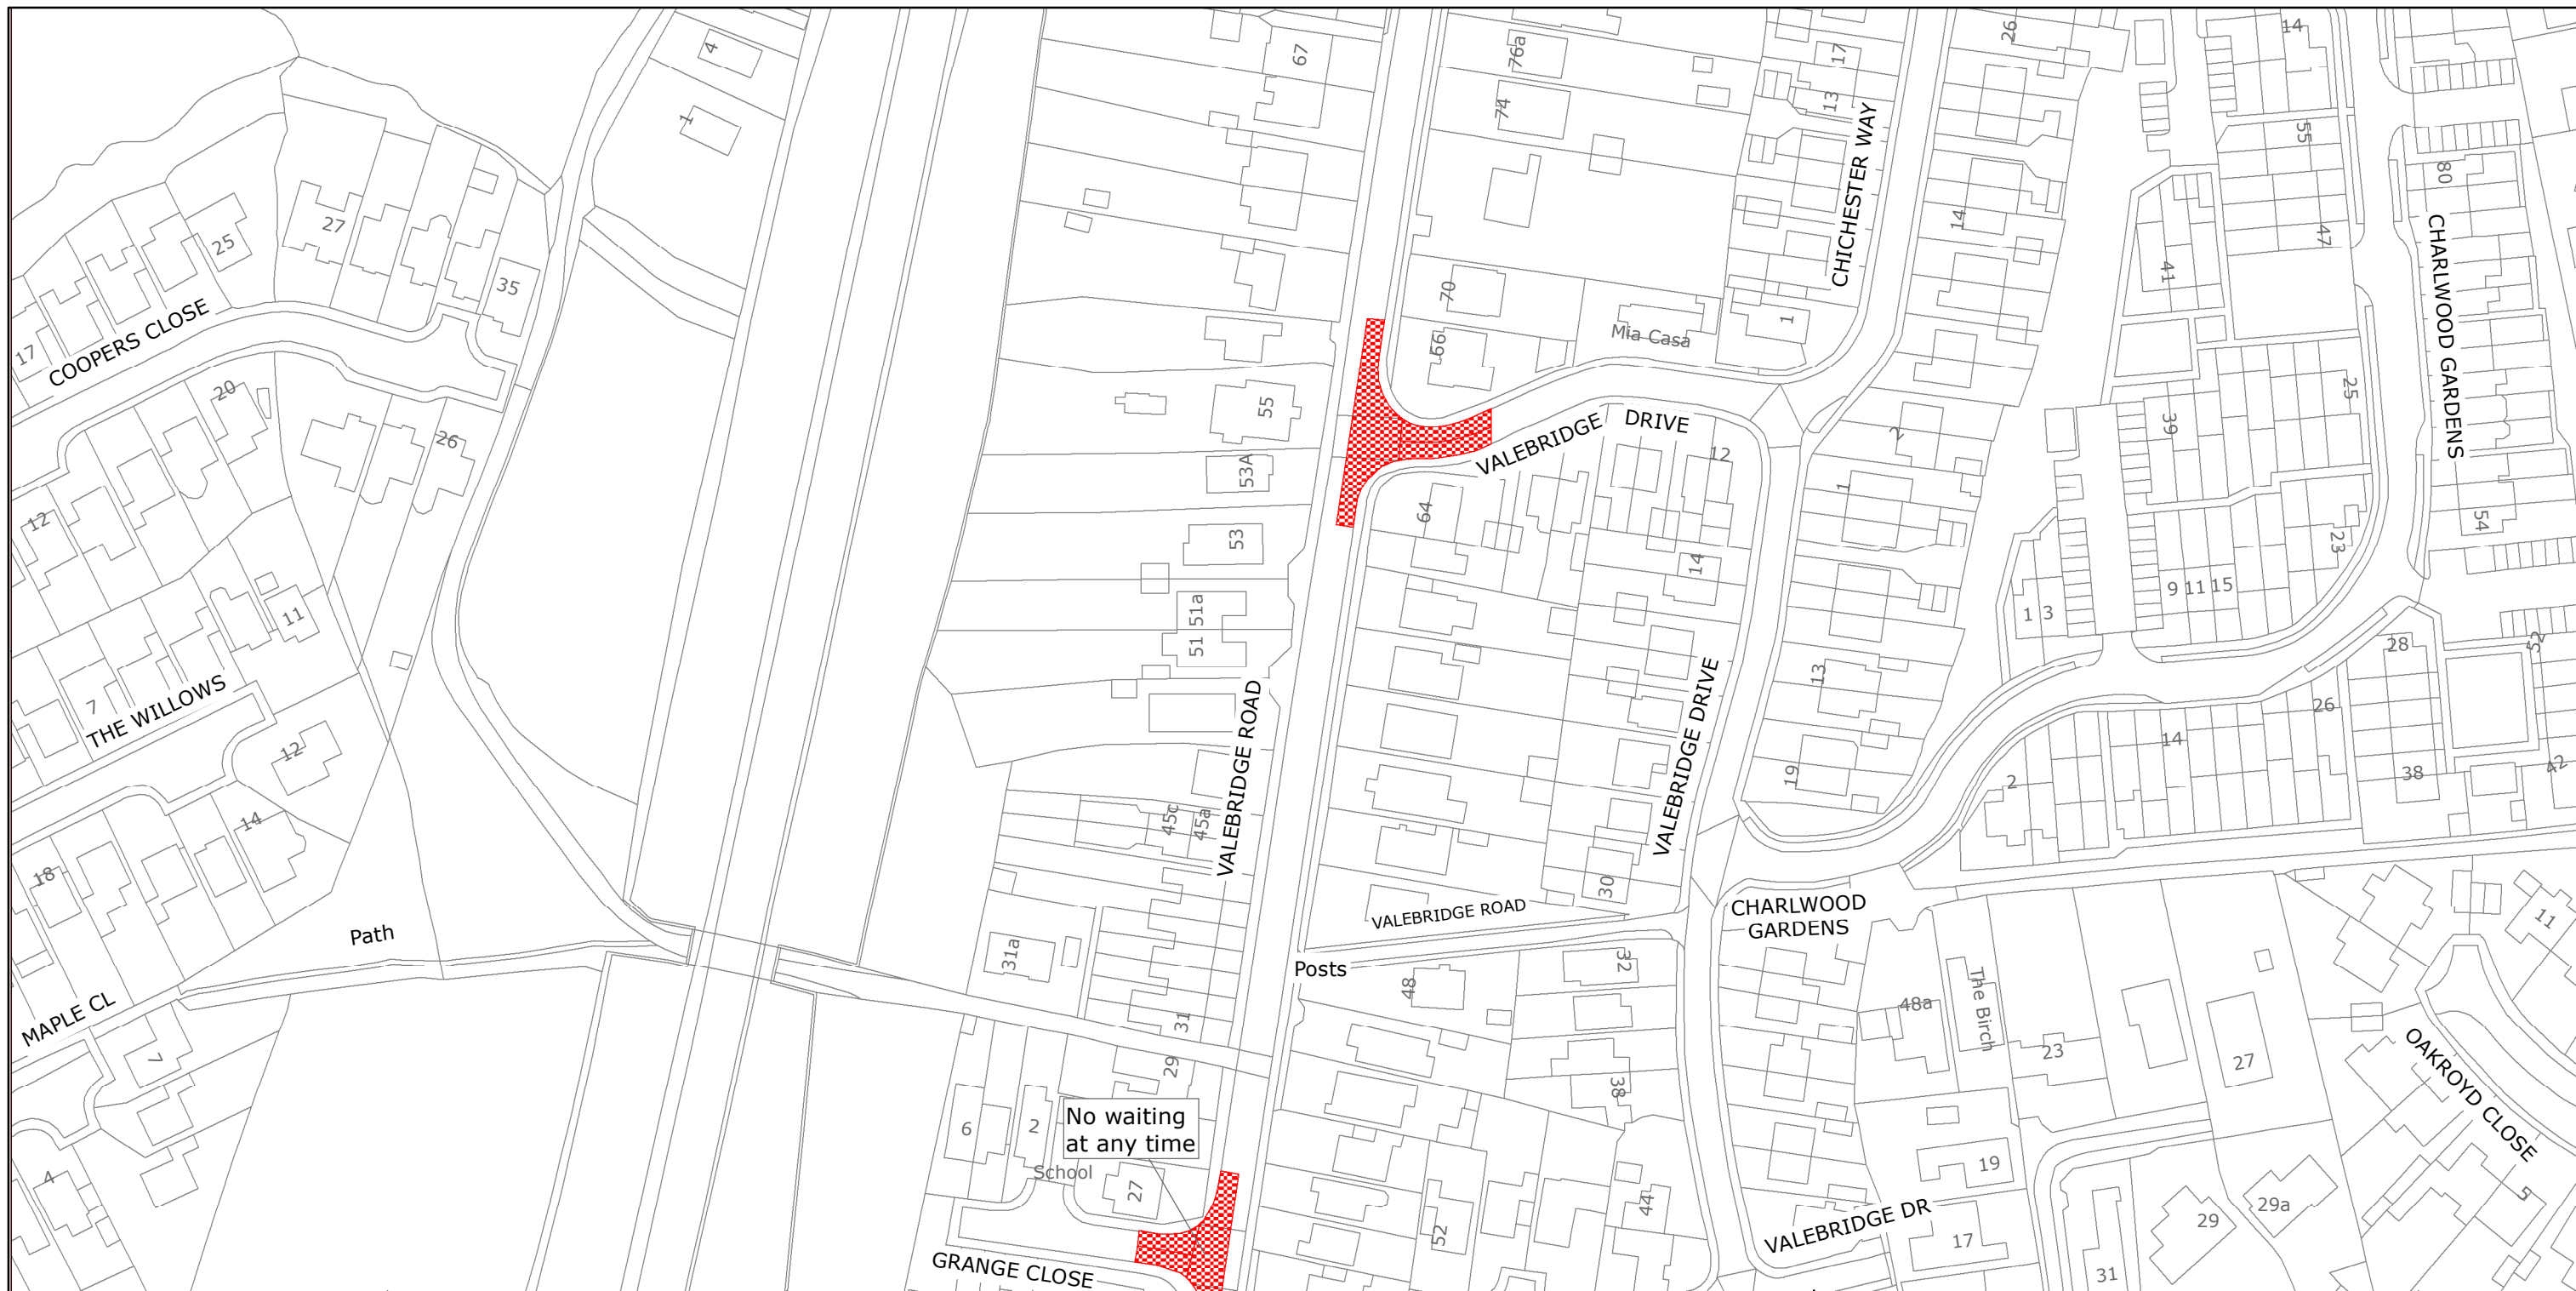 4
1
67
76a
74
17
13
CHICHESTER WAY
26
14
55
47
80
CHARLWOOD GARDENS
14
41
27
25
35
17
COOPERS CLOSE
20
26
12
11
7
THE WILLOWS
12
14
18
Path
MAPLE CL
7
4
70
66
Mia Casa
1
55
53A
53
51a
51
VALEBRIDGE
DRIVE
12
64
14
2
1
13
19
VALEBRIDGE DRIVE
30
39
25
23
54
1
3
9
11
15
28
52
26
14
2
38
42
VALEBRIDGE ROAD
45c
45a
31a
31
29
VALEBRIDGE ROAD
Posts
48
32
38
CHARLWOOD
GARDENS
48a
The Birch
23
27
11
OAKROYD CLOSE
5
6
2
No waiting
at any time
School
27
GRANGE CLOSE
52
44
VALEBRIDGE DR
19
17
31
29
29a